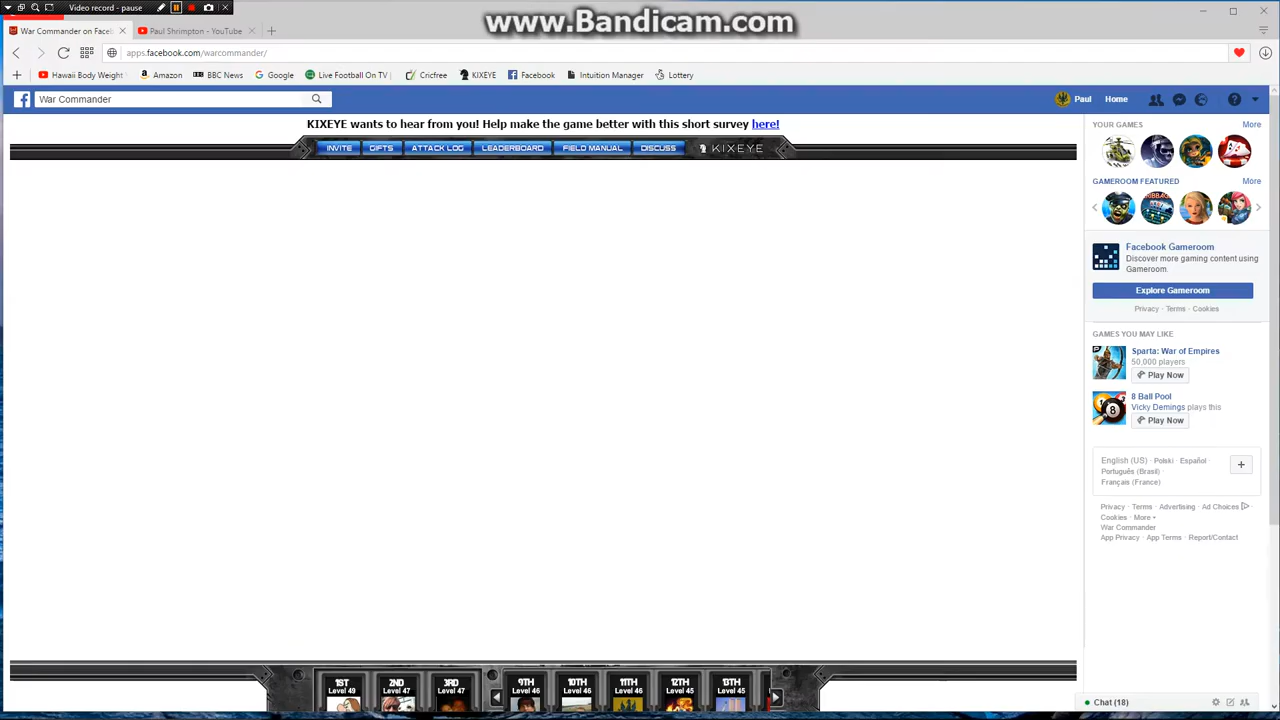 Video record - pause
www.Bandicam.com
War Commander on Faceb
Paul Shrimpton - YouTube
apps.facebook.com/warcommander/
Hawaii Body Weight
Amazon
BBC News
Google
Live Football On TV
Cricfree
KIXEYE
Facebook
Intuition Manager
Lottery
War Commander
Paul
Home
KIXEYE wants to hear from you! Help make the game better with this short survey here!
INVITE
GIFTS
ATTACK LOG
LEADERBOARD
FIELD MANUAL
DISCUSS
KIXEYE
YOUR GAMES
More
GAMEROOM FEATURED
More
Facebook Gameroom
Discover more gaming content using
Gameroom.
Explore Gameroom
Privacy · Terms · Cookies
GAMES YOU MAY LIKE
Sparta: War of Empires
50,000 players
Play Now
8 Ball Pool
Vicky Demings plays this
Play Now
English (US) · Polski · Español ·
Português (Brasil) ·
Français (France)
Privacy · Terms · Advertising · Ad Choices ·
Cookies · More
War Commander
App Privacy · App Terms · Report/Contact
1ST
Level 49
2ND
Level 47
3RD
Level 47
9TH
Level 46
10TH
Level 46
11TH
Level 46
12TH
Level 45
13TH
Level 45
Chat (18)